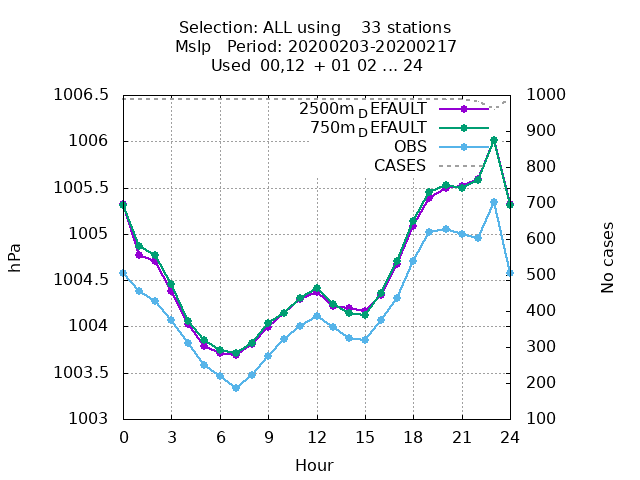 Selection: ALL using    33 stations
Mslp   Period: 20200203-20200217
Used  00,12  + 01 02 ... 24
1006.5
1006
1005.5
1005
1004.5
1004
1003.5
1003
hPa
2500m_DEFAULT
750m_DEFAULT
OBS
CASES
1000
900
800
700
600
500
400
300
200
100
No cases
0 3 6 9 12 15 18 21 24
Hour